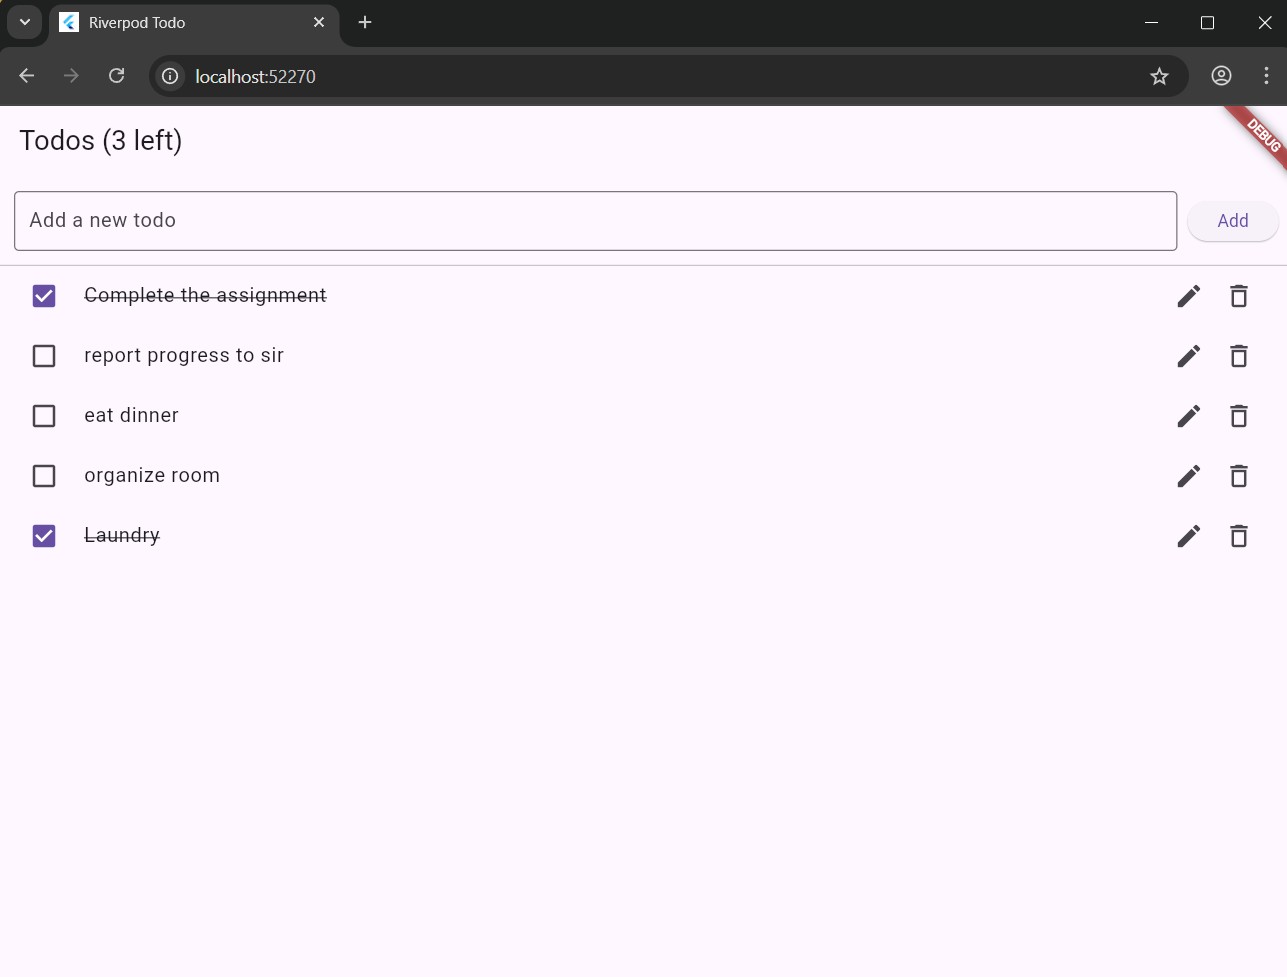 Riverpod Todo
localhost:52270
DEBUG
Todos (3 left)
Add a new todo
Add
Complete the assignment
report progress to sir
eat dinner
organize room
Laundry